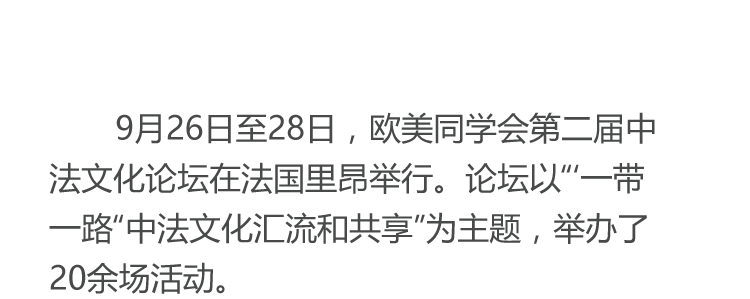 9月26日至28日，欧美同学会第二届中
法文化论坛在法国里昂举行。论坛以“‘一带
一路“中法文化汇流和共享”为主题，举办了
20余场活动。